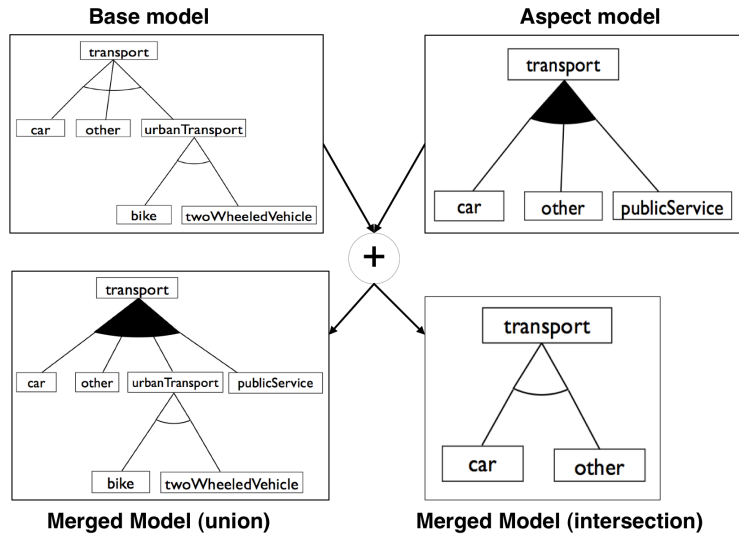 Base model
Aspect model
transport
car
other
urbanTransport
bike
twoWheeledVehicle
transport
car
other
publicService
+
transport
car
other
urbanTransport
publicService
bike
twoWheeledVehicle
transport
car
other
Merged Model (union)
Merged Model (intersection)